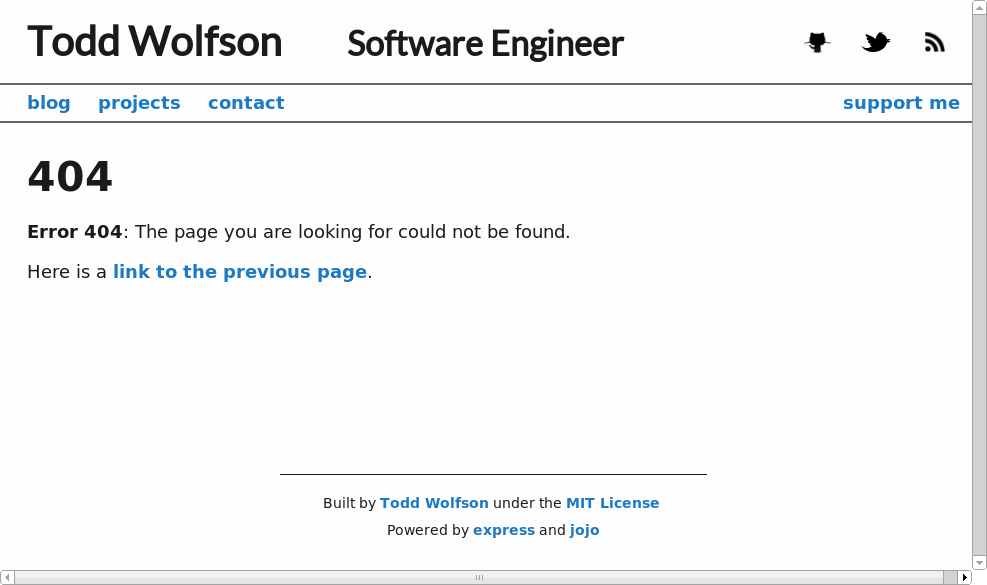 Todd Wolfson Software Engineer
blog projects contact support me
404
Error 404: The page you are looking for could not be found.
Here is a link to the previous page.
Built by Todd Wolfson under the MIT License
Powered by express and jojo